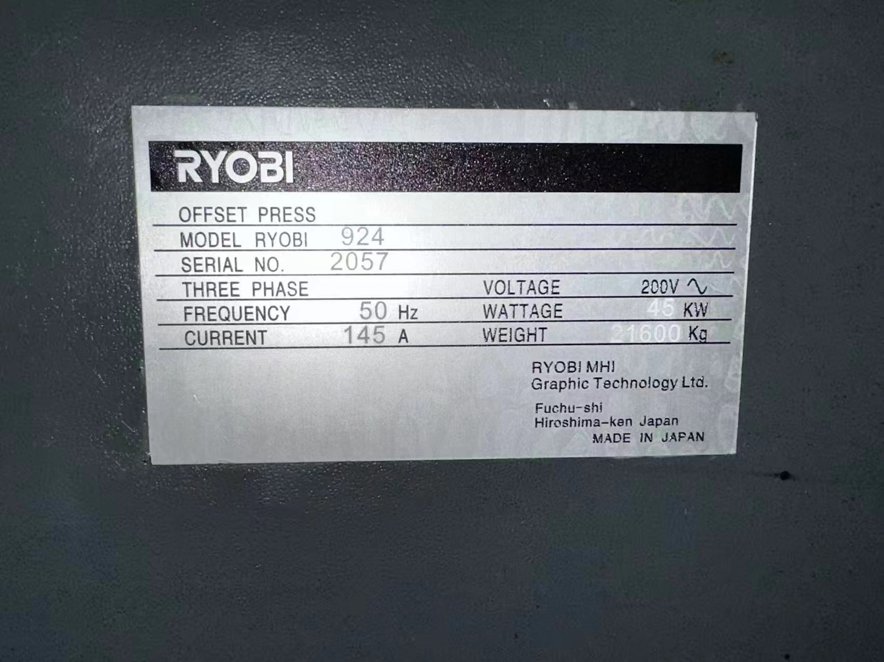 RYOBI
OFFSET PRESS
MODEL RYOBI 924
SERIAL NO. 2057
THREE PHASE VOLTAGE 200V ∿
FREQUENCY 50 Hz WATTAGE 45 KW
CURRENT 145 A WEIGHT 21600 Kg
RYOBI MHI
Graphic Technology Ltd.
Fuchu-shi
Hiroshima-ken Japan
MADE IN JAPAN